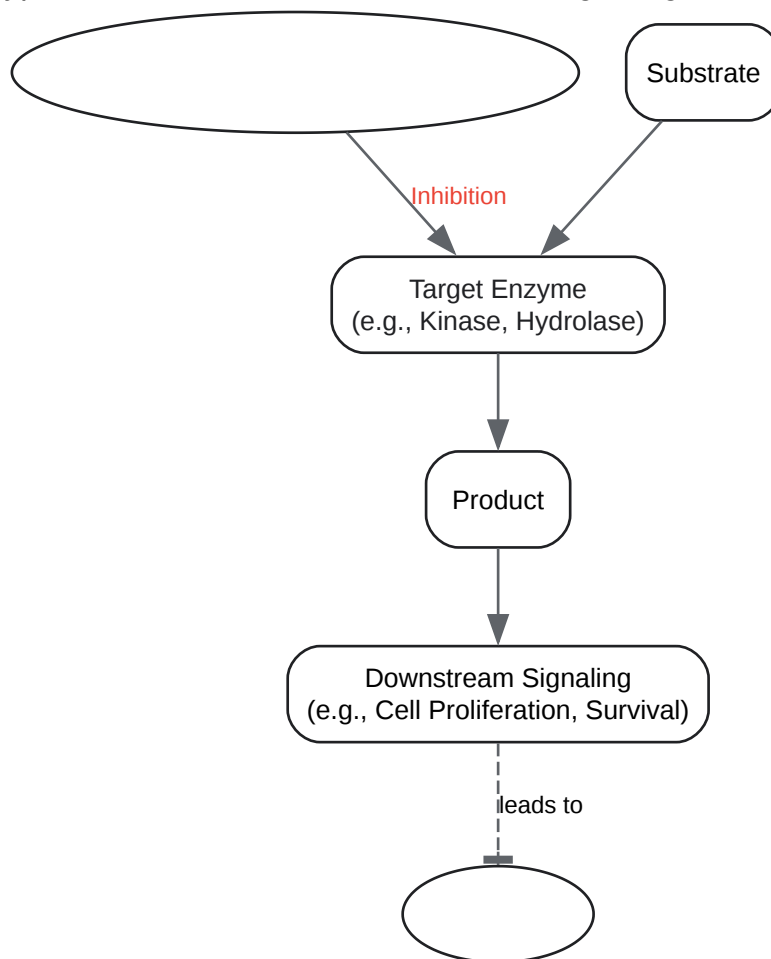 Substrate
Inhibition
Target Enzyme
(e.g., Kinase, Hydrolase)
Product
Downstream Signaling
(e.g., Cell Proliferation, Survival)
leads to